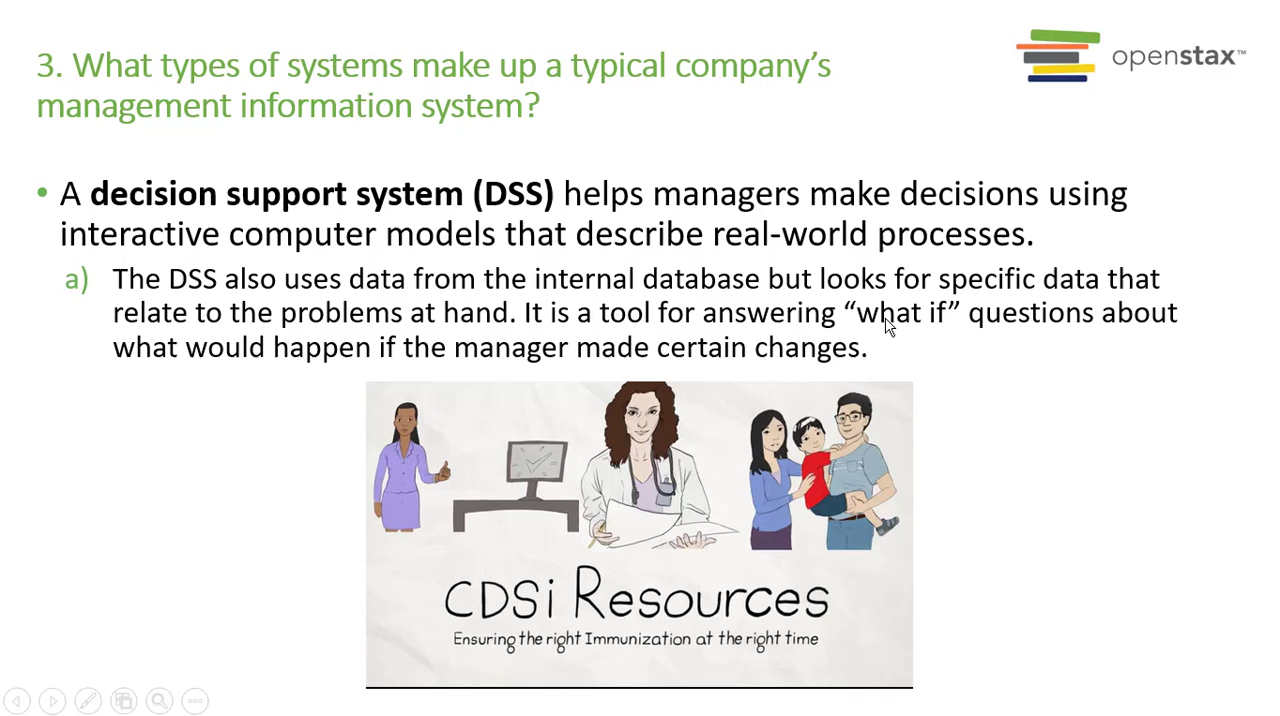 3. What types of systems make up a typical company’s
management information system?
openstax™
• A decision support system (DSS) helps managers make decisions using
interactive computer models that describe real-world processes.
a) The DSS also uses data from the internal database but looks for specific data that
relate to the problems at hand. It is a tool for answering “what if” questions about
what would happen if the manager made certain changes.
CDSi Resources
Ensuring the right Immunization at the right time